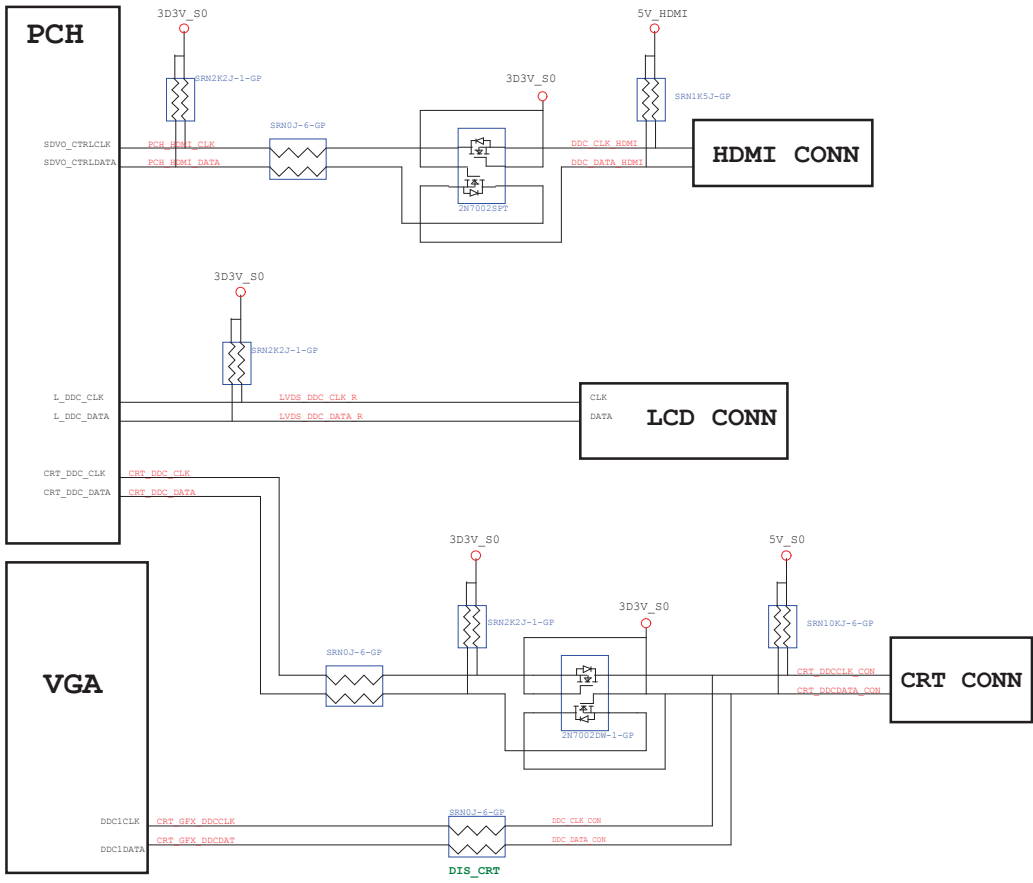 3D3V_S0
5V_HDMI
PCH
SRN2K2J-1-GP
3D3V_S0
SRN1K5J-GP
SRN0J-6-GP
SDVO_CTRLCLK
PCH_HDMI_CLK
DDC_CLK_HDMI
SDVO_CTRLDATA
PCH_HDMI_DATA
DDC_DATA_HDMI
HDMI CONN
2N7002SPT
3D3V_S0
SRN2K2J-1-GP
L_DDC_CLK
LVDS_DDC_CLK_R
CLK
L_DDC_DATA
LVDS_DDC_DATA_R
DATA
LCD CONN
CRT_DDC_CLK
CRT_DDC_CLK
CRT_DDC_DATA
CRT_DDC_DATA
3D3V_S0
5V_S0
3D3V_S0
SRN2K2J-1-GP
SRN10KJ-6-GP
SRN0J-6-GP
VGA
CRT_DDCCLK_CON
CRT_DDCDATA_CON
CRT CONN
2N7002DW-1-GP
SRN0J-6-GP
DDC1CLK
CRT_GFX_DDCCLK
DDC_CLK_CON
DDC1DATA
CRT_GFX_DDCDAT
DDC_DATA_CON
DIS_CRT